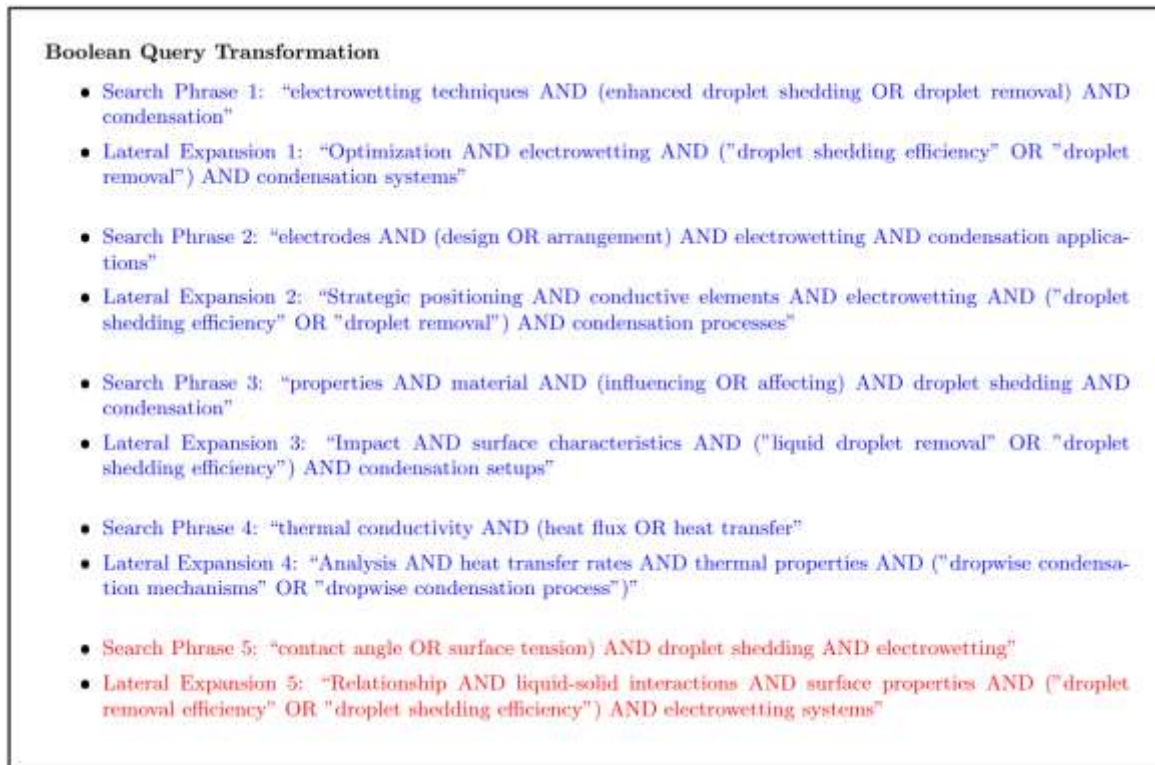 Boolean Query Transformation
• Search Phrase 1: “electrowetting techniques AND (enhanced droplet shedding OR droplet removal) AND
condensation”
• Lateral Expansion 1: “Optimization AND electrowetting AND ("droplet shedding efficiency" OR "droplet
removal") AND condensation systems”
• Search Phrase 2: “electrodes AND (design OR arrangement) AND electrowetting AND condensation applica-
tions”
• Lateral Expansion 2: “Strategic positioning AND conductive elements AND electrowetting AND ("droplet
shedding efficiency" OR "droplet removal") AND condensation processes”
• Search Phrase 3: “properties AND material AND (influencing OR affecting) AND droplet shedding AND
condensation”
• Lateral Expansion 3: “Impact AND surface characteristics AND ("liquid droplet removal" OR "droplet
shedding efficiency") AND condensation setups”
• Search Phrase 4: “thermal conductivity AND (heat flux OR heat transfer”
• Lateral Expansion 4: “Analysis AND heat transfer rates AND thermal properties AND ("dropwise condensa-
tion mechanisms" OR "dropwise condensation process")”
• Search Phrase 5: “contact angle OR surface tension) AND droplet shedding AND electrowetting”
• Lateral Expansion 5: “Relationship AND liquid-solid interactions AND surface properties AND ("droplet
removal efficiency" OR "droplet shedding efficiency") AND electrowetting systems”